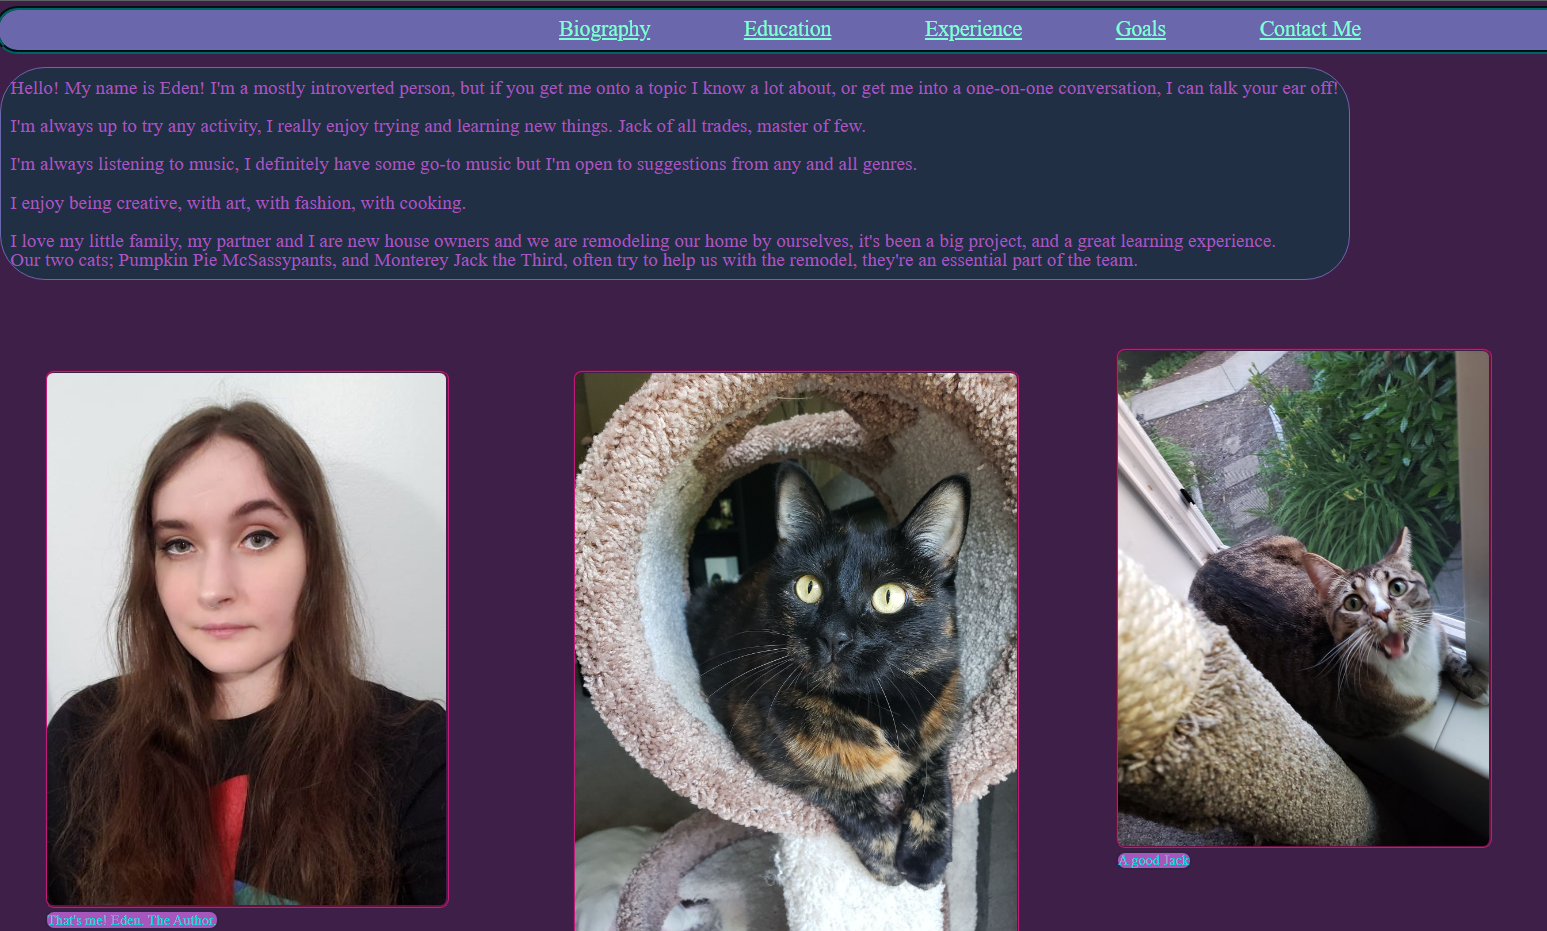 Biography Education Experience Goals Contact Me
Hello! My name is Eden! I'm a mostly introverted person, but if you get me onto a topic I know a lot about, or get me into a one-on-one conversation, I can talk your ear off!
I'm always up to try any activity, I really enjoy trying and learning new things. Jack of all trades, master of few.
I'm always listening to music, I definitely have some go-to music but I'm open to suggestions from any and all genres.
I enjoy being creative, with art, with fashion, with cooking.
I love my little family, my partner and I are new house owners and we are remodeling our home by ourselves, it's been a big project, and a great learning experience.
Our two cats; Pumpkin Pie McSassypants, and Monterey Jack the Third, often try to help us with the remodel, they're an essential part of the team.
That's me! Eden. The Author.
A good Jack